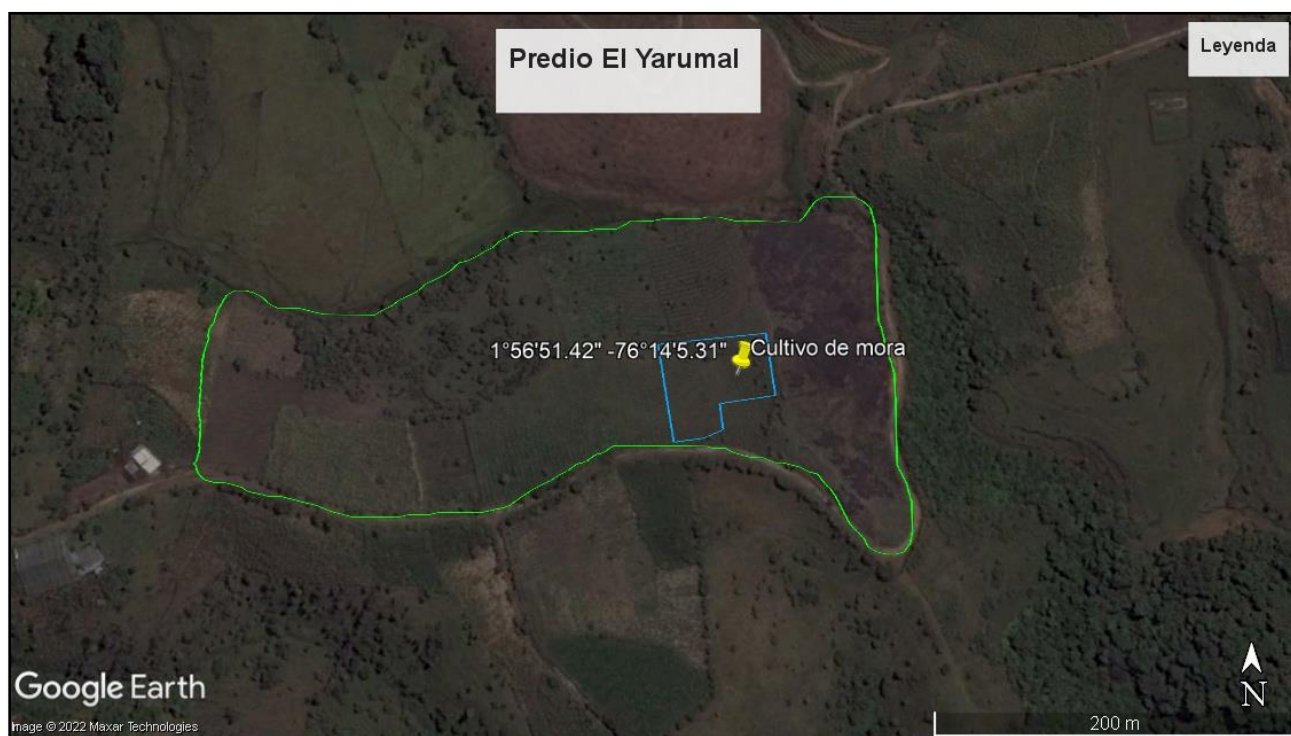 Predio El Yarumal
Leyenda
1°56'51.42" -76°14'5.31" Cultivo de mora
Google Earth
N
Image © 2022 Maxar Technologies
200 m